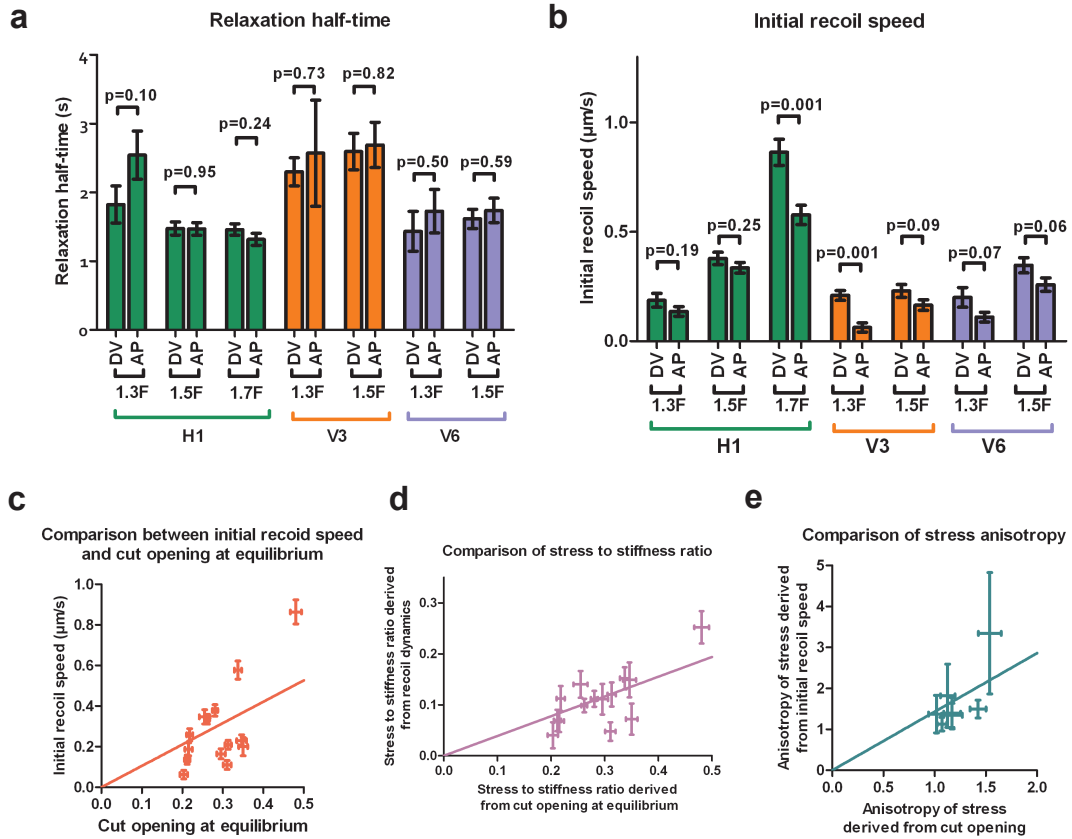 a
Relaxation half-time
Relaxation half-time (s)
4
3
2
1
0
p=0.10
p=0.95
p=0.24
p=0.73
p=0.82
p=0.50
p=0.59
DV AP DV AP DV AP DV AP DV AP DV AP DV AP
1.3F 1.5F 1.7F 1.3F 1.5F 1.3F 1.5F
H1 V3 V6
b
Initial recoil speed
Initial recoil speed (µm/s)
1.0
0.5
0.0
p=0.19
p=0.25
p=0.001
p=0.001
p=0.09
p=0.07
p=0.06
DV AP DV AP DV AP DV AP DV AP DV AP DV AP
1.3F 1.5F 1.7F 1.3F 1.5F 1.3F 1.5F
H1 V3 V6
c
Comparison between initial recoid speed
and cut opening at equilibrium
Initial recoil speed (µm/s)
1.0
0.8
0.6
0.4
0.2
0.0
0.0 0.1 0.2 0.3 0.4 0.5
Cut opening at equilibrium
d
Comparison of stress to stiffness ratio
Stress to stiffness ratio derived
from recoil dynamics
0.3
0.2
0.1
0.0
0.0 0.1 0.2 0.3 0.4 0.5
Stress to stiffness ratio derived
from cut opening at equilibrium
e
Comparison of stress anisotropy
Anisotropy of stress derived
from initial recoil speed
5
4
3
2
1
0
0.0 0.5 1.0 1.5 2.0
Anisotropy of stress
derived from cut opening